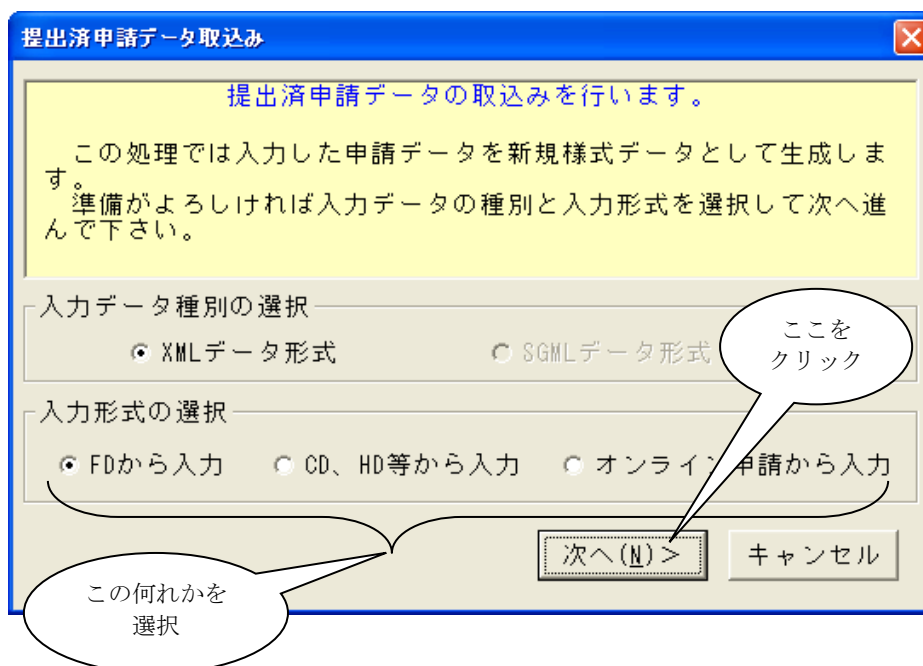 提出済申請データ取込み
提出済申請データの取込みを行います。
この処理では入力した申請データを新規様式データとして生成しま
す。
準備がよろしければ入力データの種別と入力形式を選択して次へ進
んで下さい。
入力データ種別の選択
XMLデータ形式 SGMLデータ形式
ここを
クリック
入力形式の選択
FDから入力 CD、HD等から入力 オンライン申請から入力
次へ(N)> キャンセル
この何れかを
選択